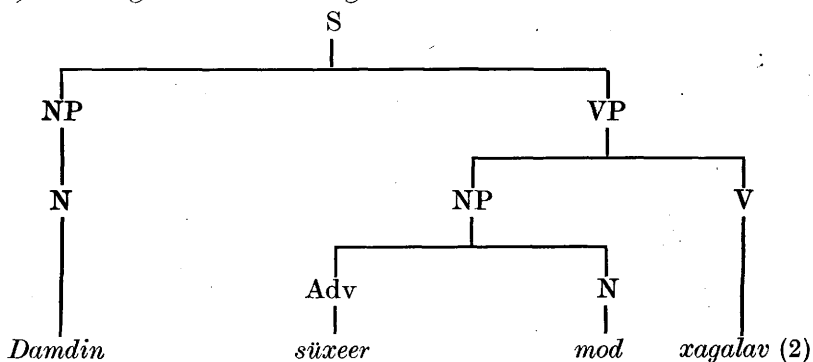 S
NP VP
N NP V
Adv N
Damdin süxeer mod xagalav (2)